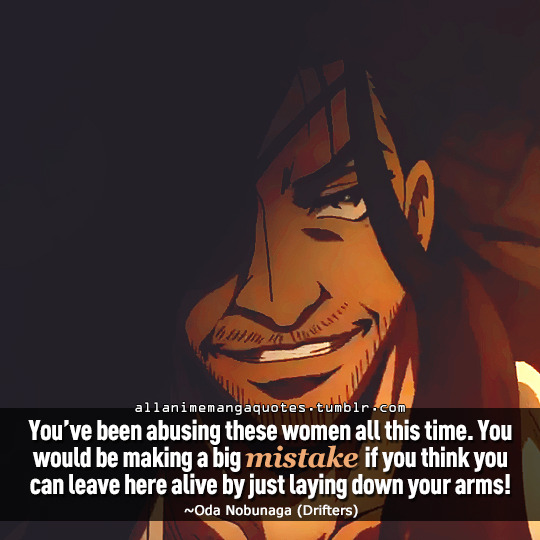 allanimemangaquotes.tumblr.com
You've been abusing these women all this time. You
would be making a big mistake if you think you
can leave here alive by just laying down your arms!
~Oda Nobunaga (Drifters)